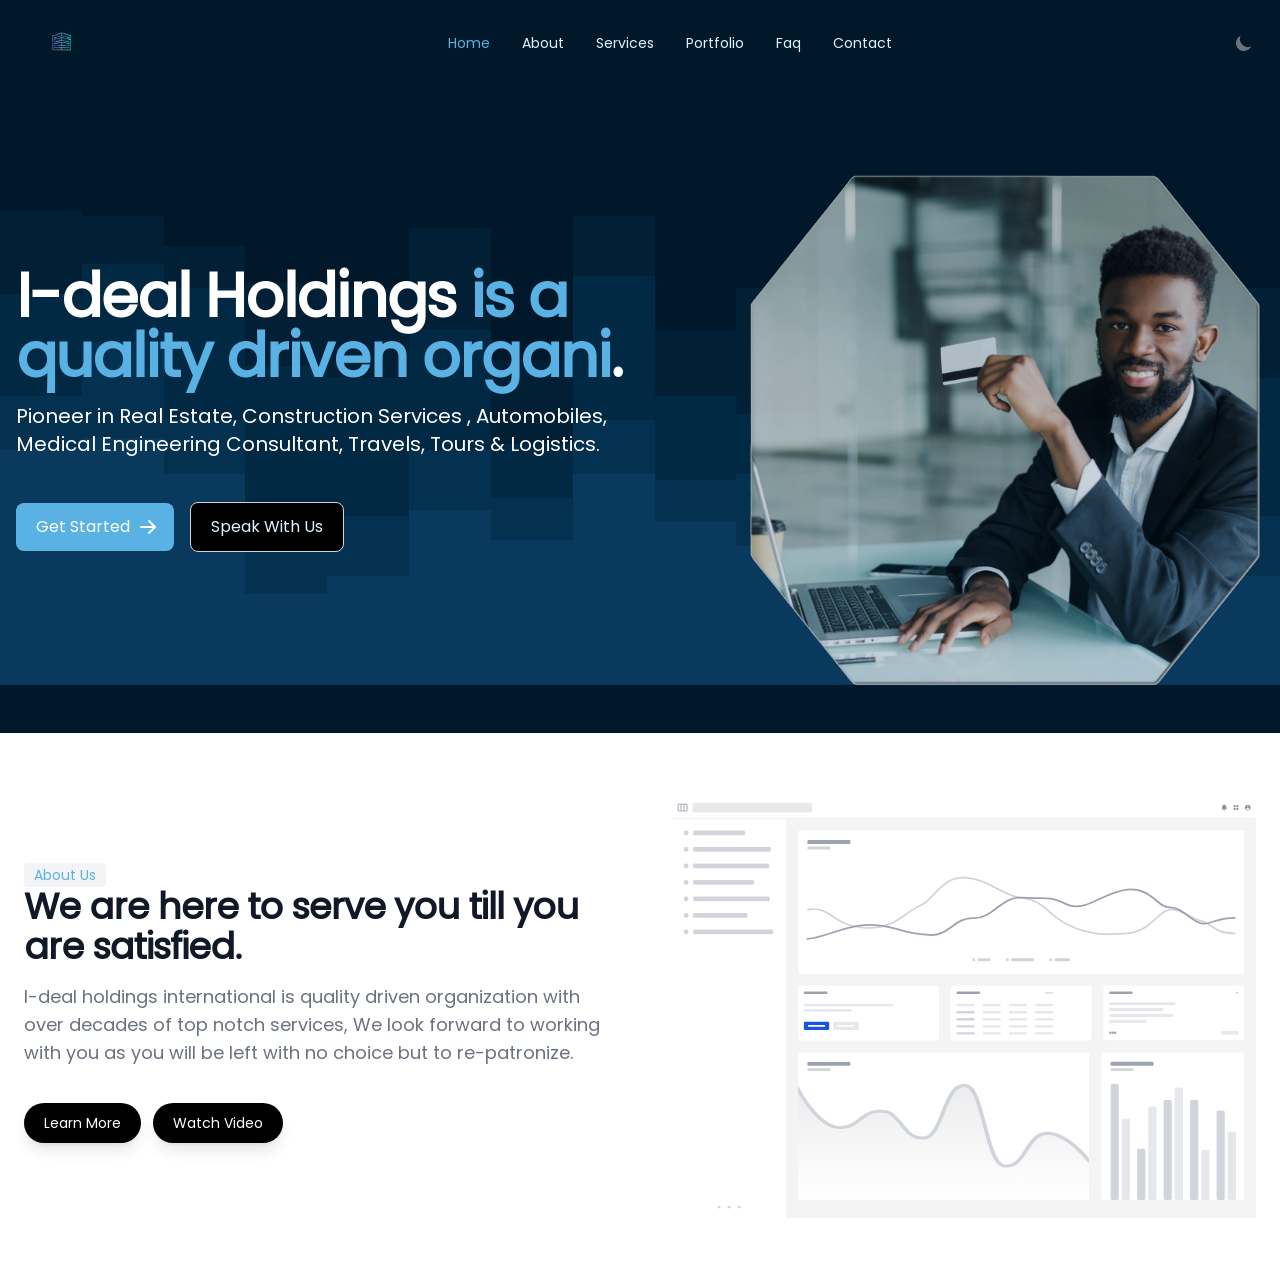 Home About Services Portfolio Faq Contact
I-deal Holdings is a
quality driven organi.
Pioneer in Real Estate, Construction Services , Automobiles,
Medical Engineering Consultant, Travels, Tours & Logistics.
Get Started
Speak With Us
About Us
We are here to serve you till you
are satisfied.
I-deal holdings international is quality driven organization with
over decades of top notch services, We look forward to working
with you as you will be left with no choice but to re-patronize.
Learn More
Watch Video